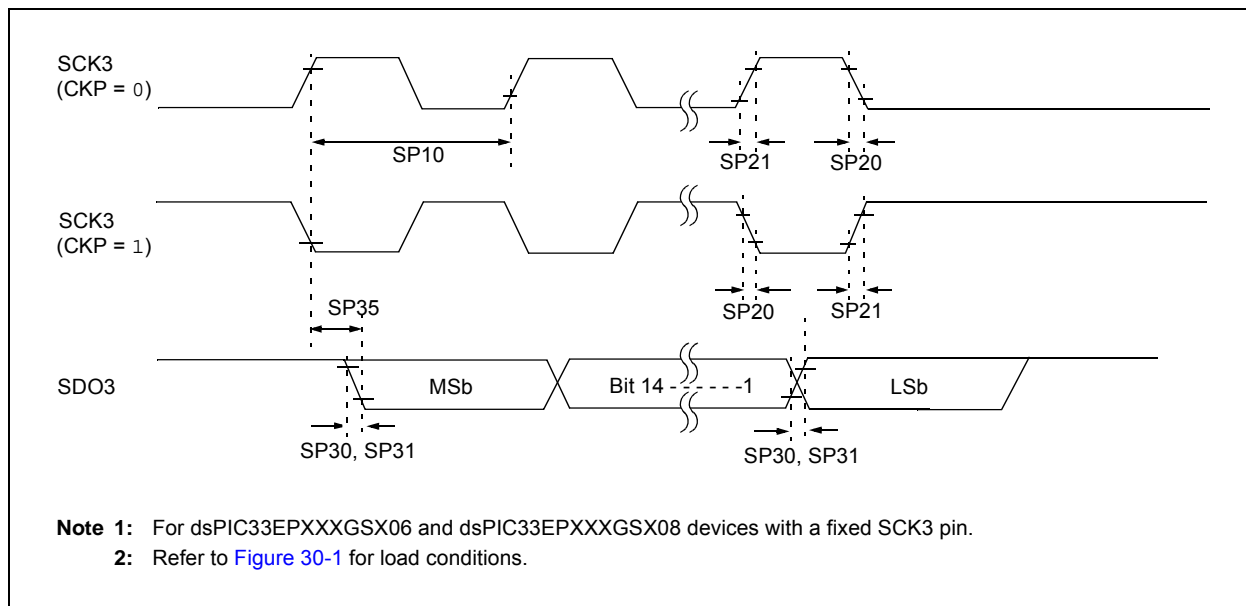 SCK3
(CKP = 0)
SP10
SP21
SP20
SCK3
(CKP = 1)
SP35
SP20
SP21
SDO3
MSb
Bit 14 - - - - - -1
LSb
SP30, SP31
SP30, SP31
Note 1: For dsPIC33EPXXXGSX06 and dsPIC33EPXXXGSX08 devices with a fixed SCK3 pin.
2: Refer to Figure 30-1 for load conditions.